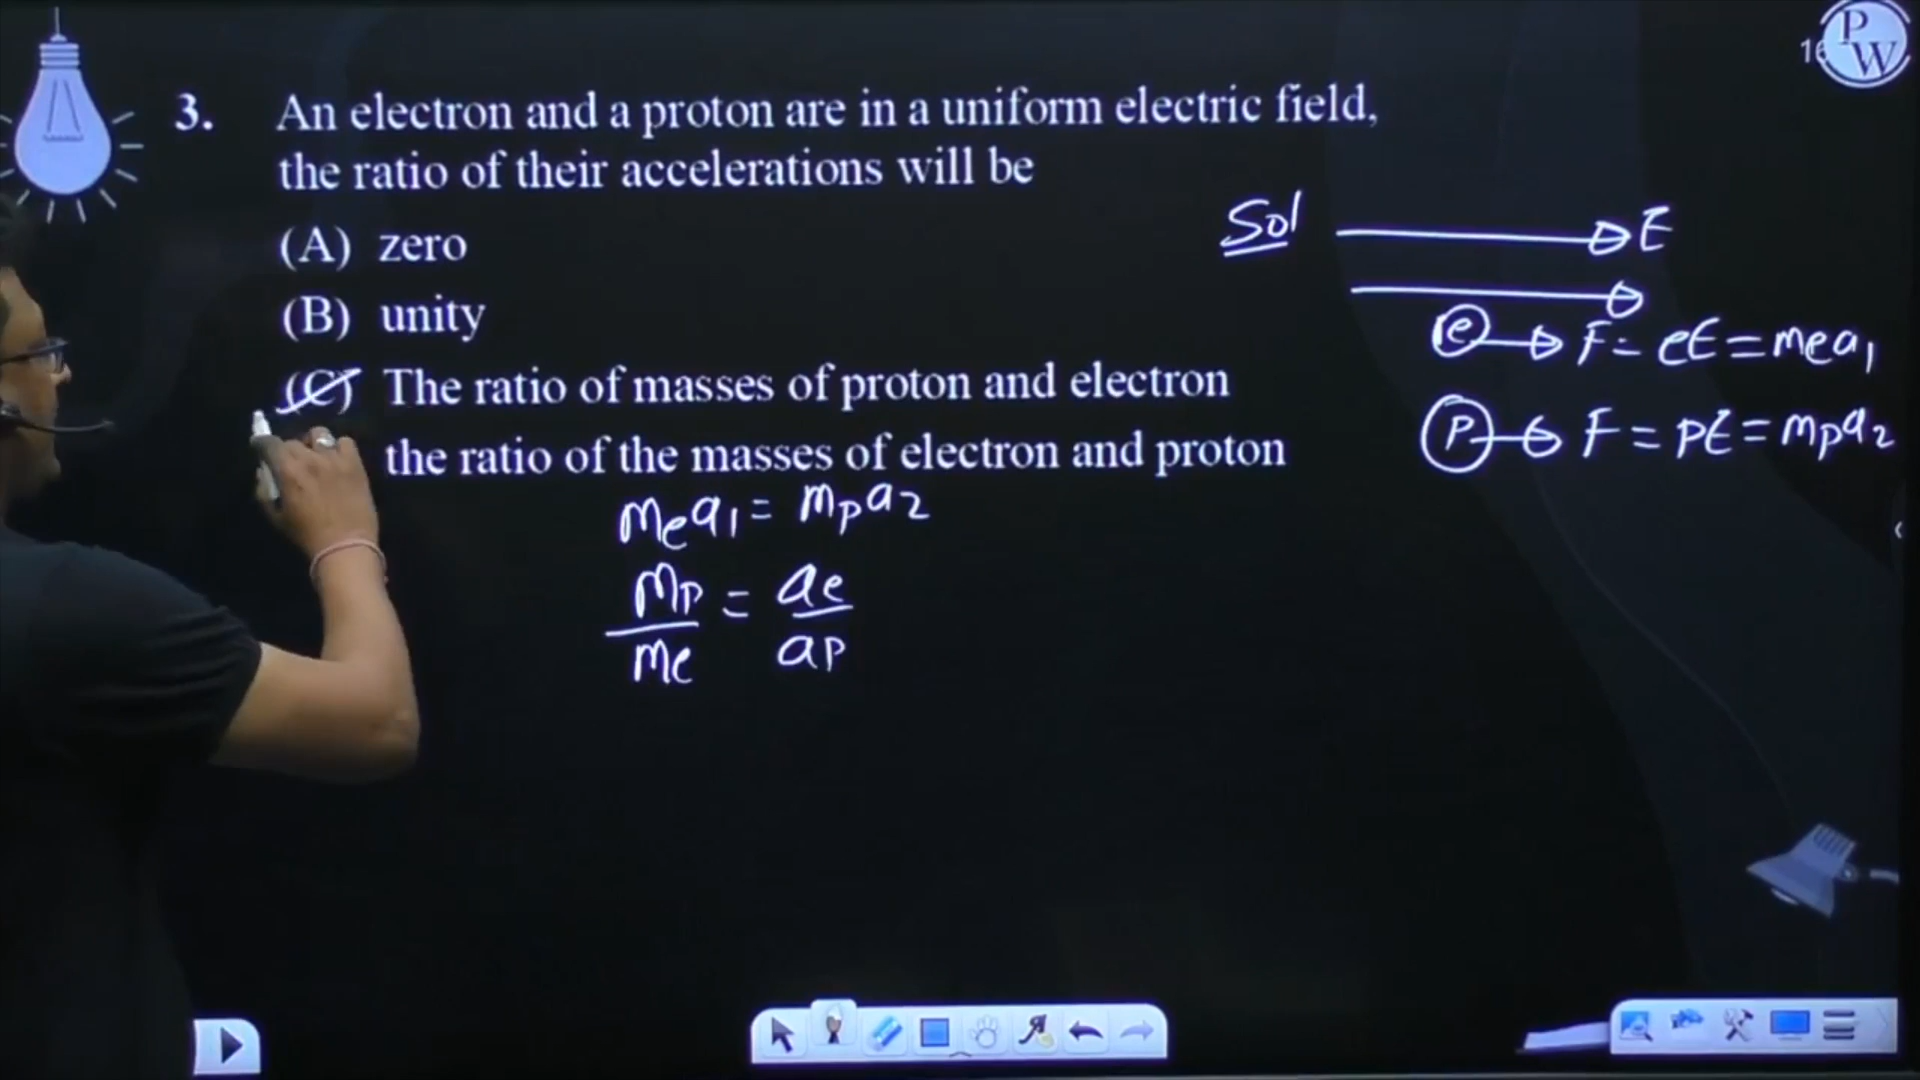 PW
16
3. An electron and a proton are in a uniform electric field,
the ratio of their accelerations will be
(A) zero
(B) unity
(C) The ratio of masses of proton and electron
the ratio of the masses of electron and proton
Sol
E
e F = eE = mea1
P F = PE = mpa2
mea1 = mpa2
mp/me = ae/ap